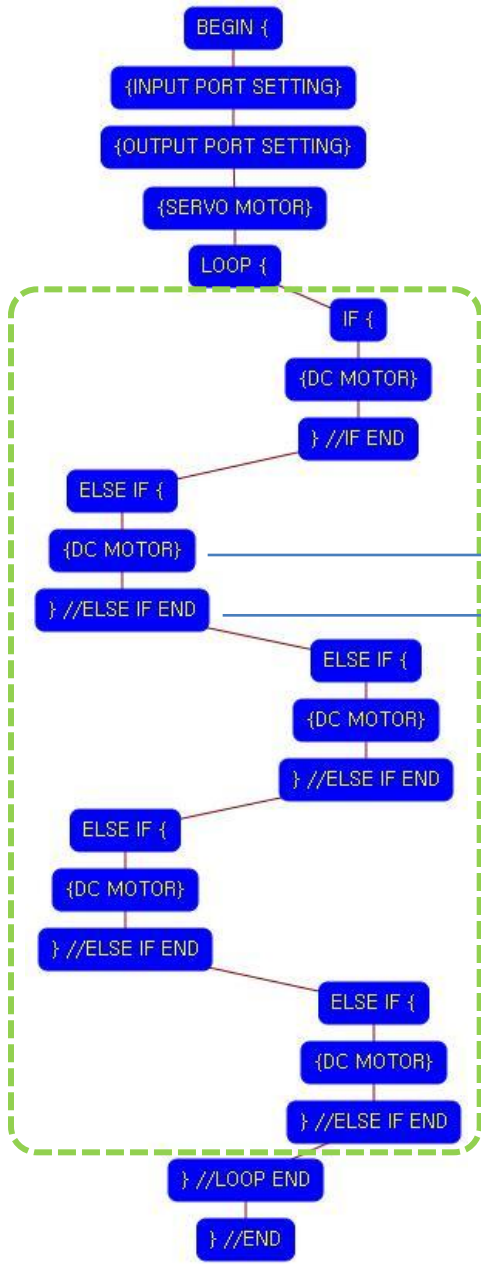 BEGIN {
{INPUT PORT SETTING}
{OUTPUT PORT SETTING}
{SERVO MOTOR}
LOOP {
IF {
{DC MOTOR}
} //IF END
ELSE IF {
{DC MOTOR}
} //ELSE IF END
ELSE IF {
{DC MOTOR}
} //ELSE IF END
ELSE IF {
{DC MOTOR}
} //ELSE IF END
ELSE IF {
{DC MOTOR}
} //ELSE IF END
} //LOOP END
} //END